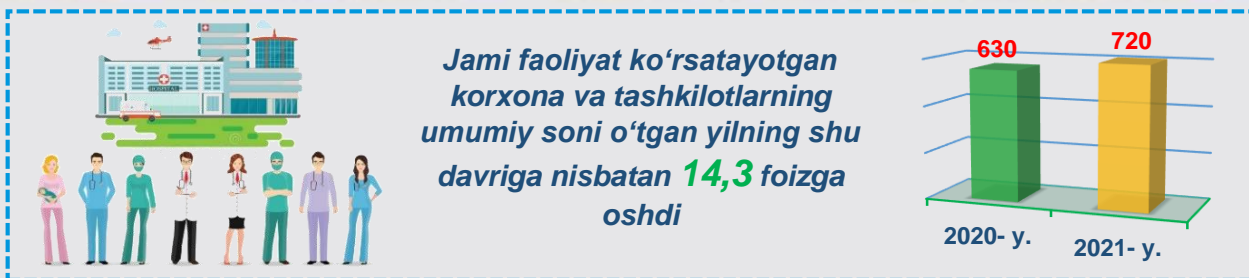 HOSPITAL
Jami faoliyat ko‘rsatayotgan
korxona va tashkilotlarning
umumiy soni o‘tgan yilning shu
davriga nisbatan 14,3 foizga
oshdi
630
720
2020- y.
2021- y.